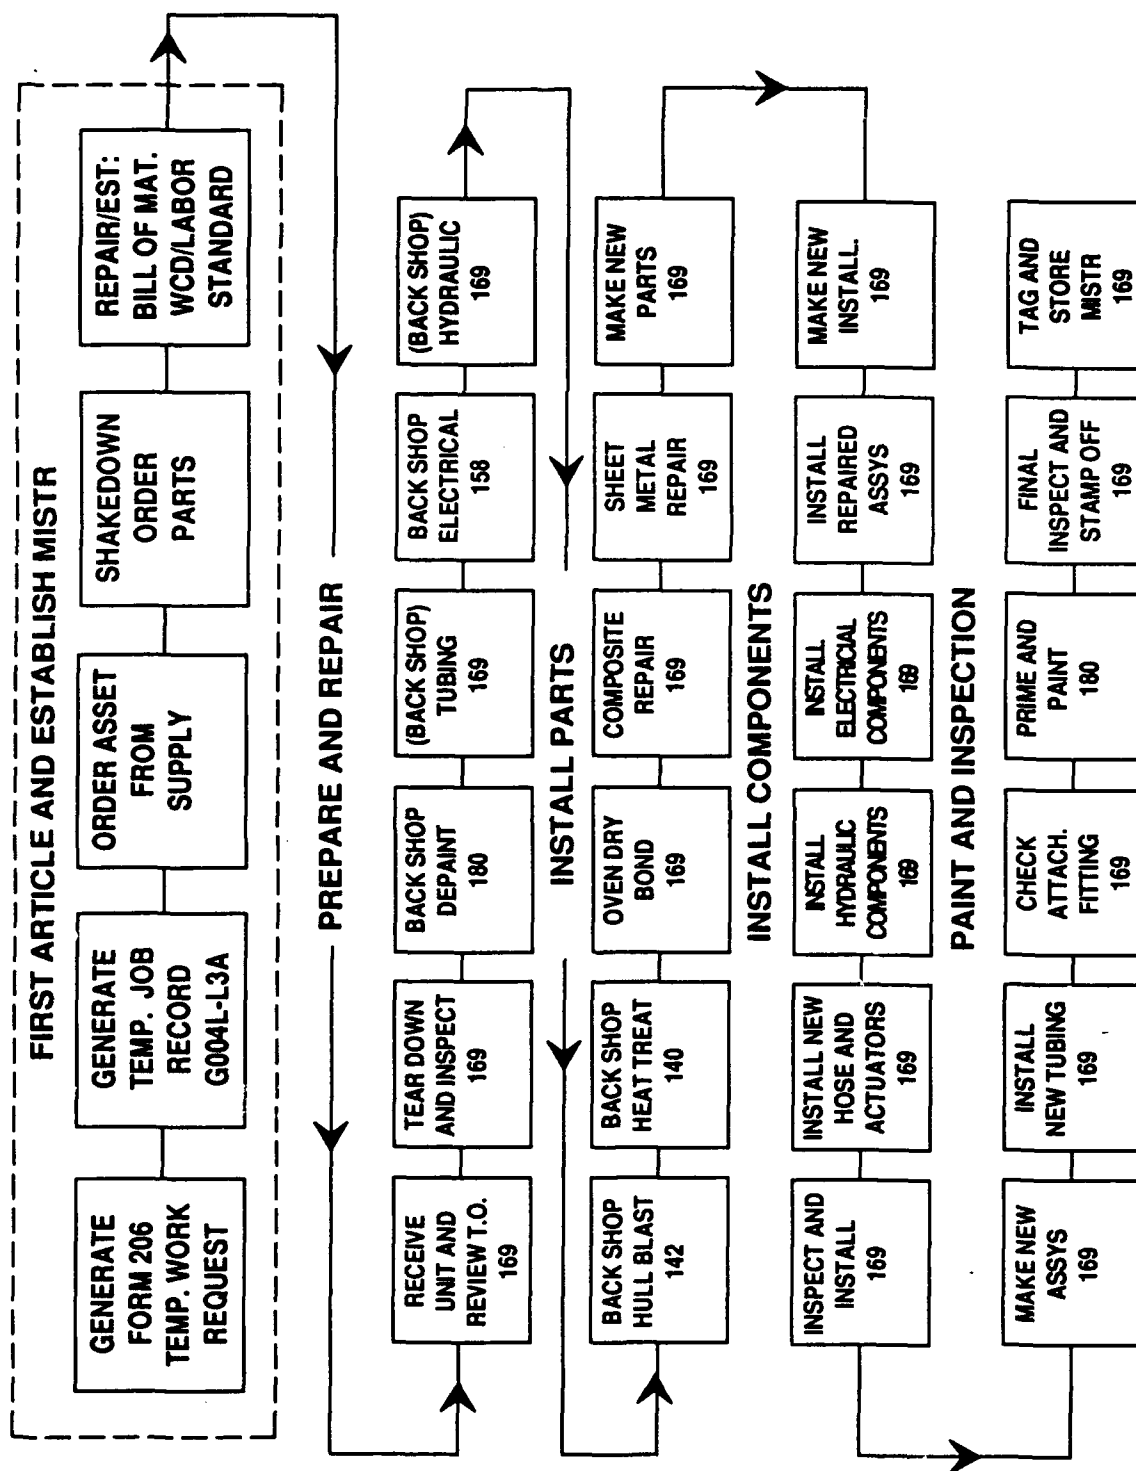 FIRST ARTICLE AND ESTABLISH MISTR
GENERATE
FORM 206
TEMP. WORK
REQUEST
GENERATE
TEMP. JOB
RECORD
G004L-L3A
ORDER ASSET
FROM
SUPPLY
SHAKEDOWN
ORDER
PARTS
REPAIR/EST:
BILL OF MAT.
WCD/LABOR
STANDARD
PREPARE AND REPAIR
RECEIVE
UNIT AND
REVIEW T.O.
169
TEAR DOWN
AND INSPECT
169
BACK SHOP
DEPAINT
180
(BACK SHOP)
TUBING
169
BACK SHOP
ELECTRICAL
158
(BACK SHOP)
HYDRAULIC
169
INSTALL PARTS
BACK SHOP
HULL BLAST
142
BACK SHOP
HEAT TREAT
140
OVEN DRY
BOND
169
COMPOSITE
REPAIR
169
SHEET
METAL
REPAIR
169
MAKE NEW
PARTS
169
INSTALL COMPONENTS
INSPECT AND
INSTALL
169
INSTALL NEW
HOSE AND
ACTUATORS
169
INSTALL
HYDRAULIC
COMPONENTS
169
INSTALL
ELECTRICIAL
COMPONENTS
169
INSTALL
REPAIRED
ASSYS
169
MAKE NEW
INSTALL.
169
PAINT AND INSPECTION
MAKE NEW
ASSYS
169
INSTALL
NEW TUBING
169
CHECK
ATTACH.
FITTING
169
PRIME AND
PAINT
180
FINAL
INSPECT AND
STAMP OFF
169
TAG AND
STORE
MISTR
169